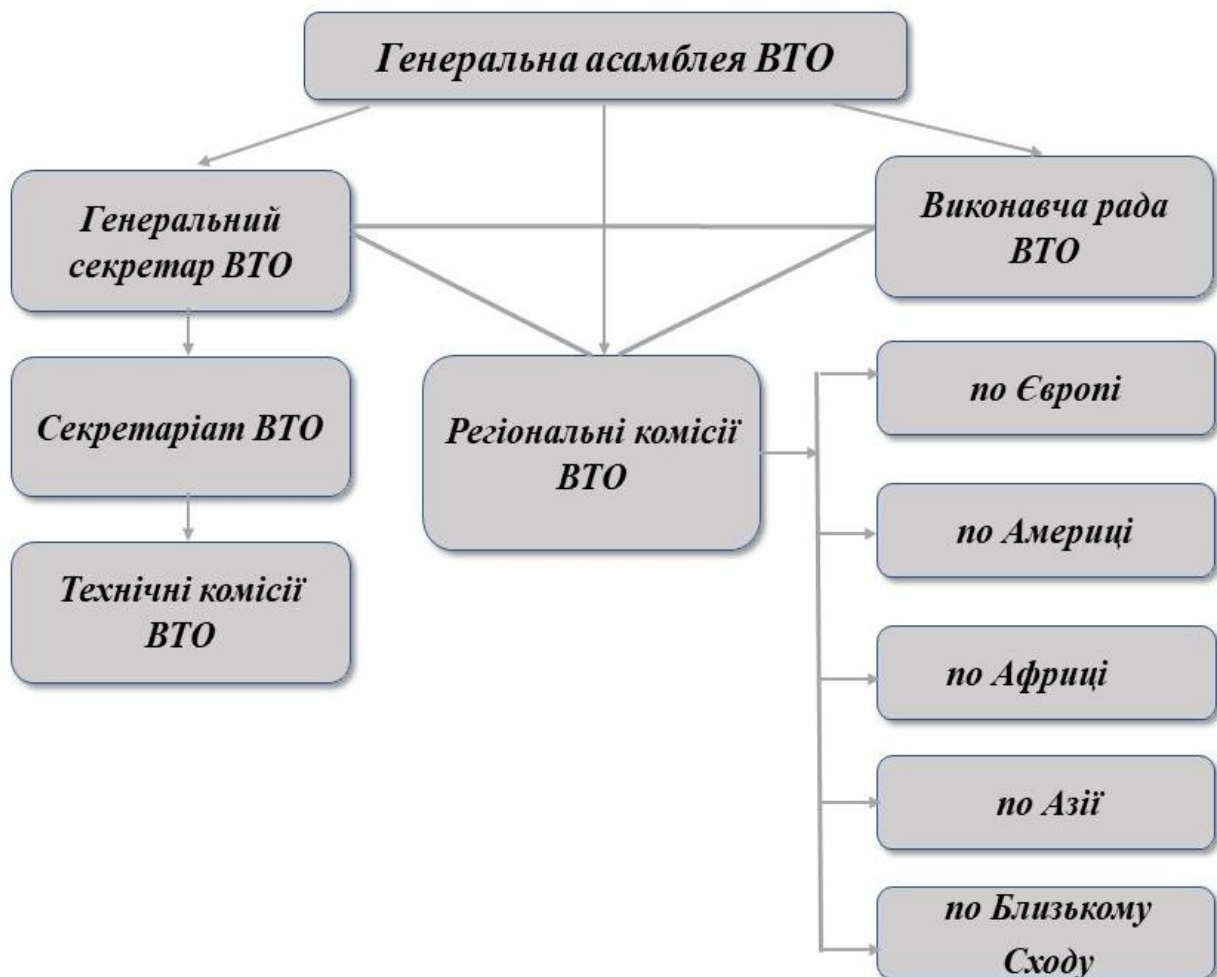 Генеральна асамблея ВТО
Генеральний
секретар ВТО
Виконавча рада
ВТО
Секретаріат ВТО
Регіональні комісії
ВТО
Технічні комісії
ВТО
по Європі
по Америці
по Африці
по Азії
по Близькому
Сходу